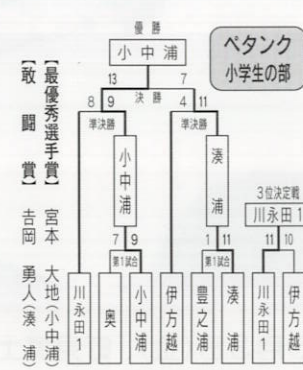 ペタンク
小学生の部
優勝
小中浦
13 7
決勝
8 9 4 11
準決勝 準決勝
小中浦 湊浦
7 9 1 11
第1試合 第1試合
川永田1
奥
小中浦
伊方越
豊之浦
湊浦
3位決定戦
川永田1
11 10
川永田1
伊方越
【最優秀選手賞】 宮本 大地(小中浦)
【敢闘賞】 吉岡 勇人(湊浦)